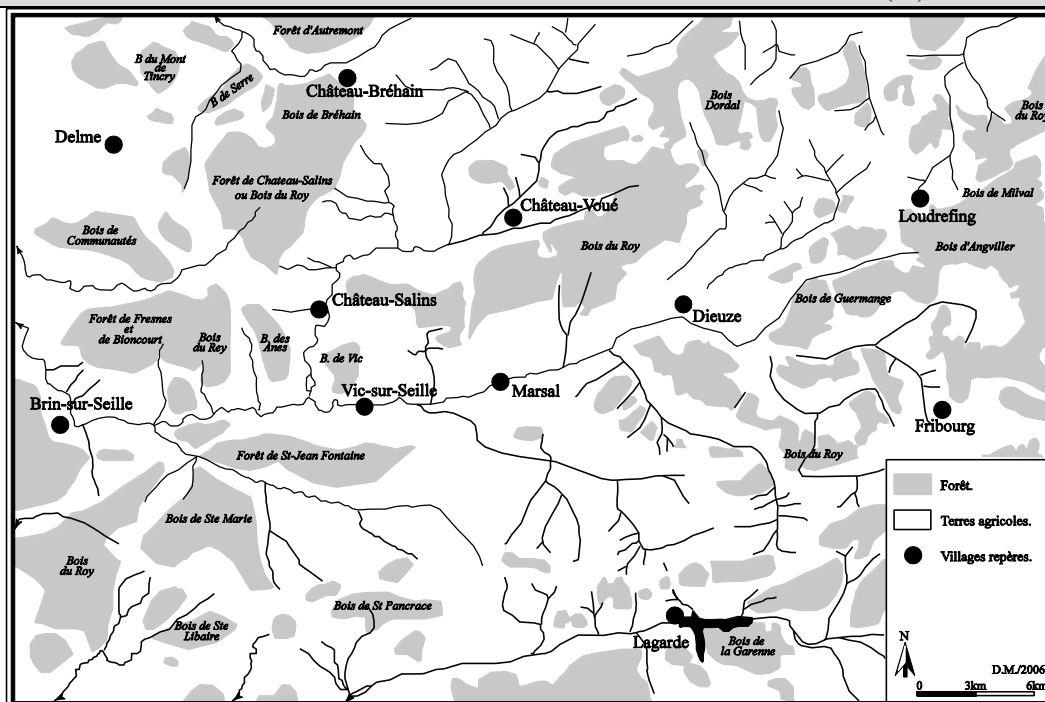 Forêt d'Autremont
B du Mont
de
Tincry
B de Serre
Château-Bréhain
Bois de Bréhain
Bois
Dordal
Bois
Delme
Forêt de Chateau-Salins
ou Bois du Roy
Château-Voué
Bois de Milval
Loudrefing
Bois de
Communautés
Bois du Roy
Bois d'Angviller
Château-Salins
Dieuze
Bois de Guermange
Forêt de Fresnes
et
de Bioncourt
Bois
du Rey
B. des
Anes
B. de Vic
Vic-sur-Seille
Marsal
Brin-sur-Seille
Fribourg
Forêt de St-Jean Fontaine
Bois du Roy
Forêt.
Bois de Ste Marie
Terres agricoles.
Villages repères.
Bois
du Roy
Bois de St Pancrace
Bois de Ste
Libaire
Lagarde
Bois de
la Garenne
N
D.M./2006
0 3km 6km